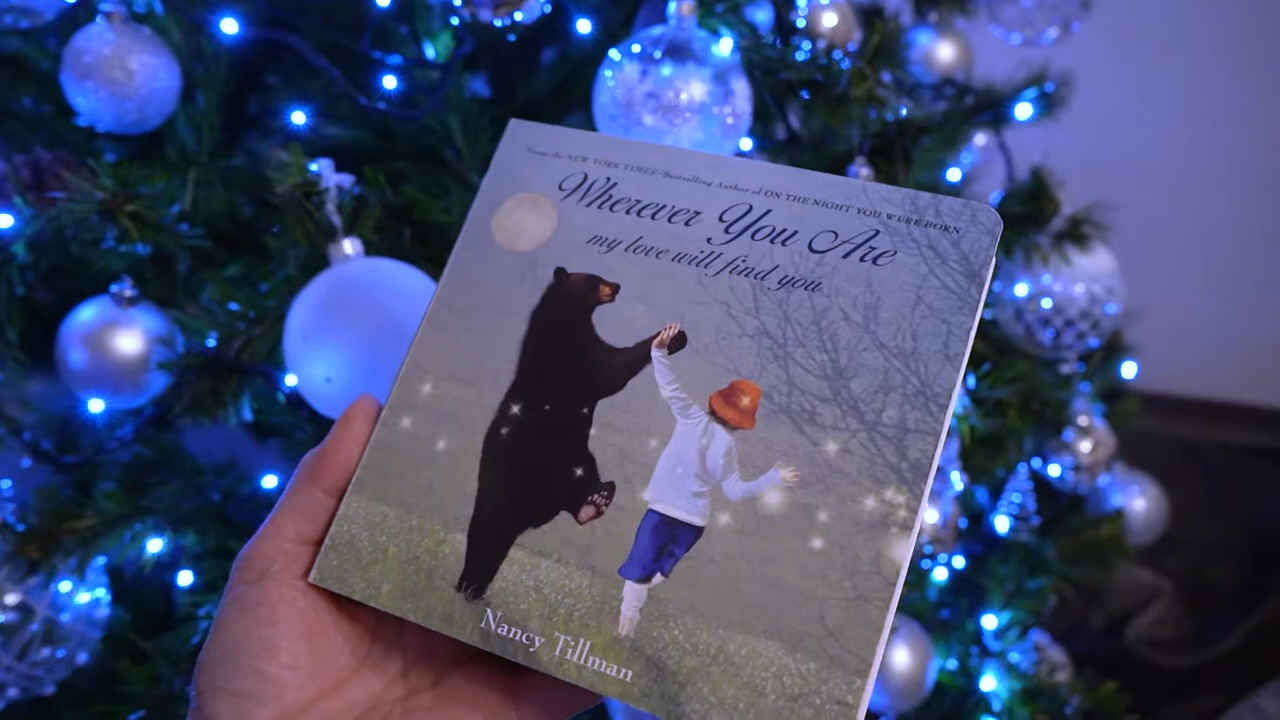 From the NEW YORK TIMES–Bestselling Author of ON THE NIGHT YOU WERE BORN
Wherever You Are
my love will find you
Nancy Tillman